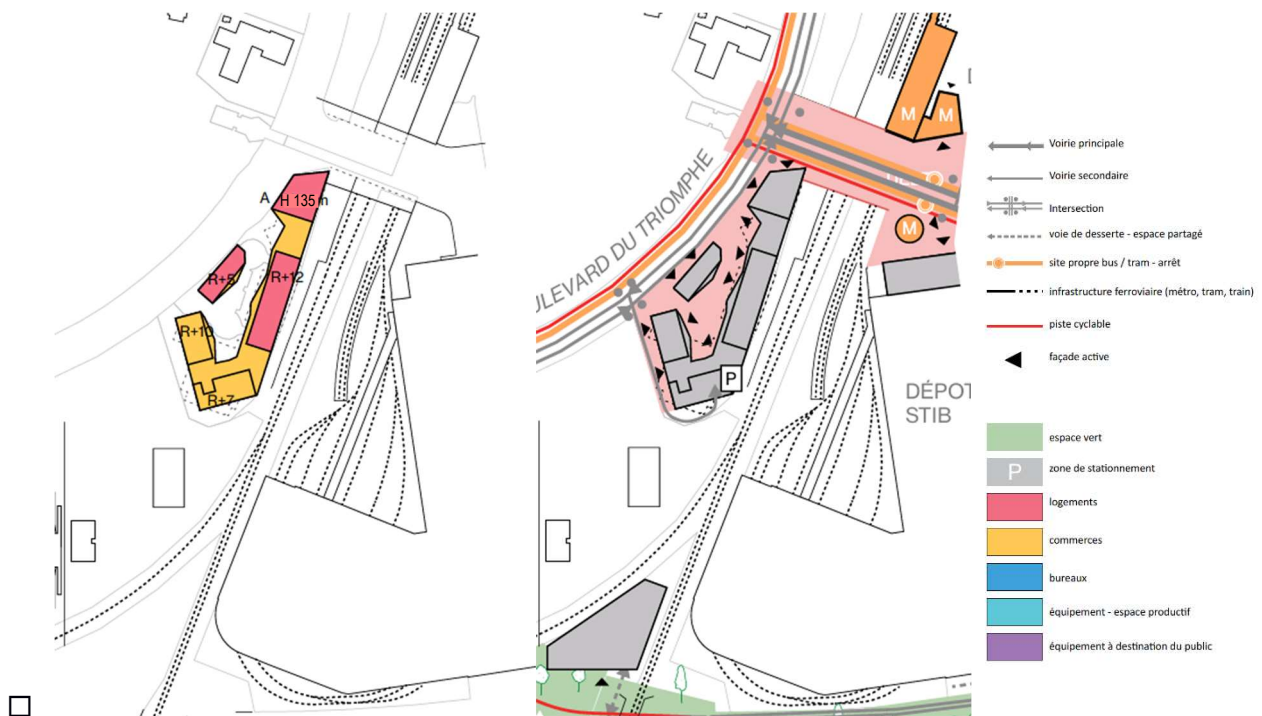 A
H 135 m
R+5
R+12
R+10
R+7
BOULEVARD DU TRIOMPHE
M
M
M
P
DÉPOT
STIB
Voirie principale
Voirie secondaire
Intersection
voie de desserte - espace partagé
site propre bus / tram - arrêt
infrastructure ferroviaire (métro, tram, train)
piste cyclable
façade active
espace vert
P
zone de stationnement
logements
commerces
bureaux
équipement - espace productif
équipement à destination du public